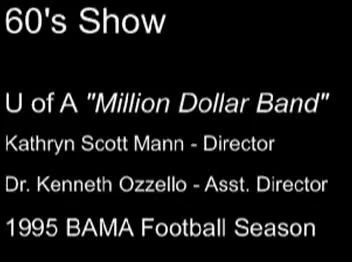 60's Show
U of A "Million Dollar Band"
Kathryn Scott Mann - Director
Dr. Kenneth Ozzello - Asst. Director
1995 BAMA Football Season